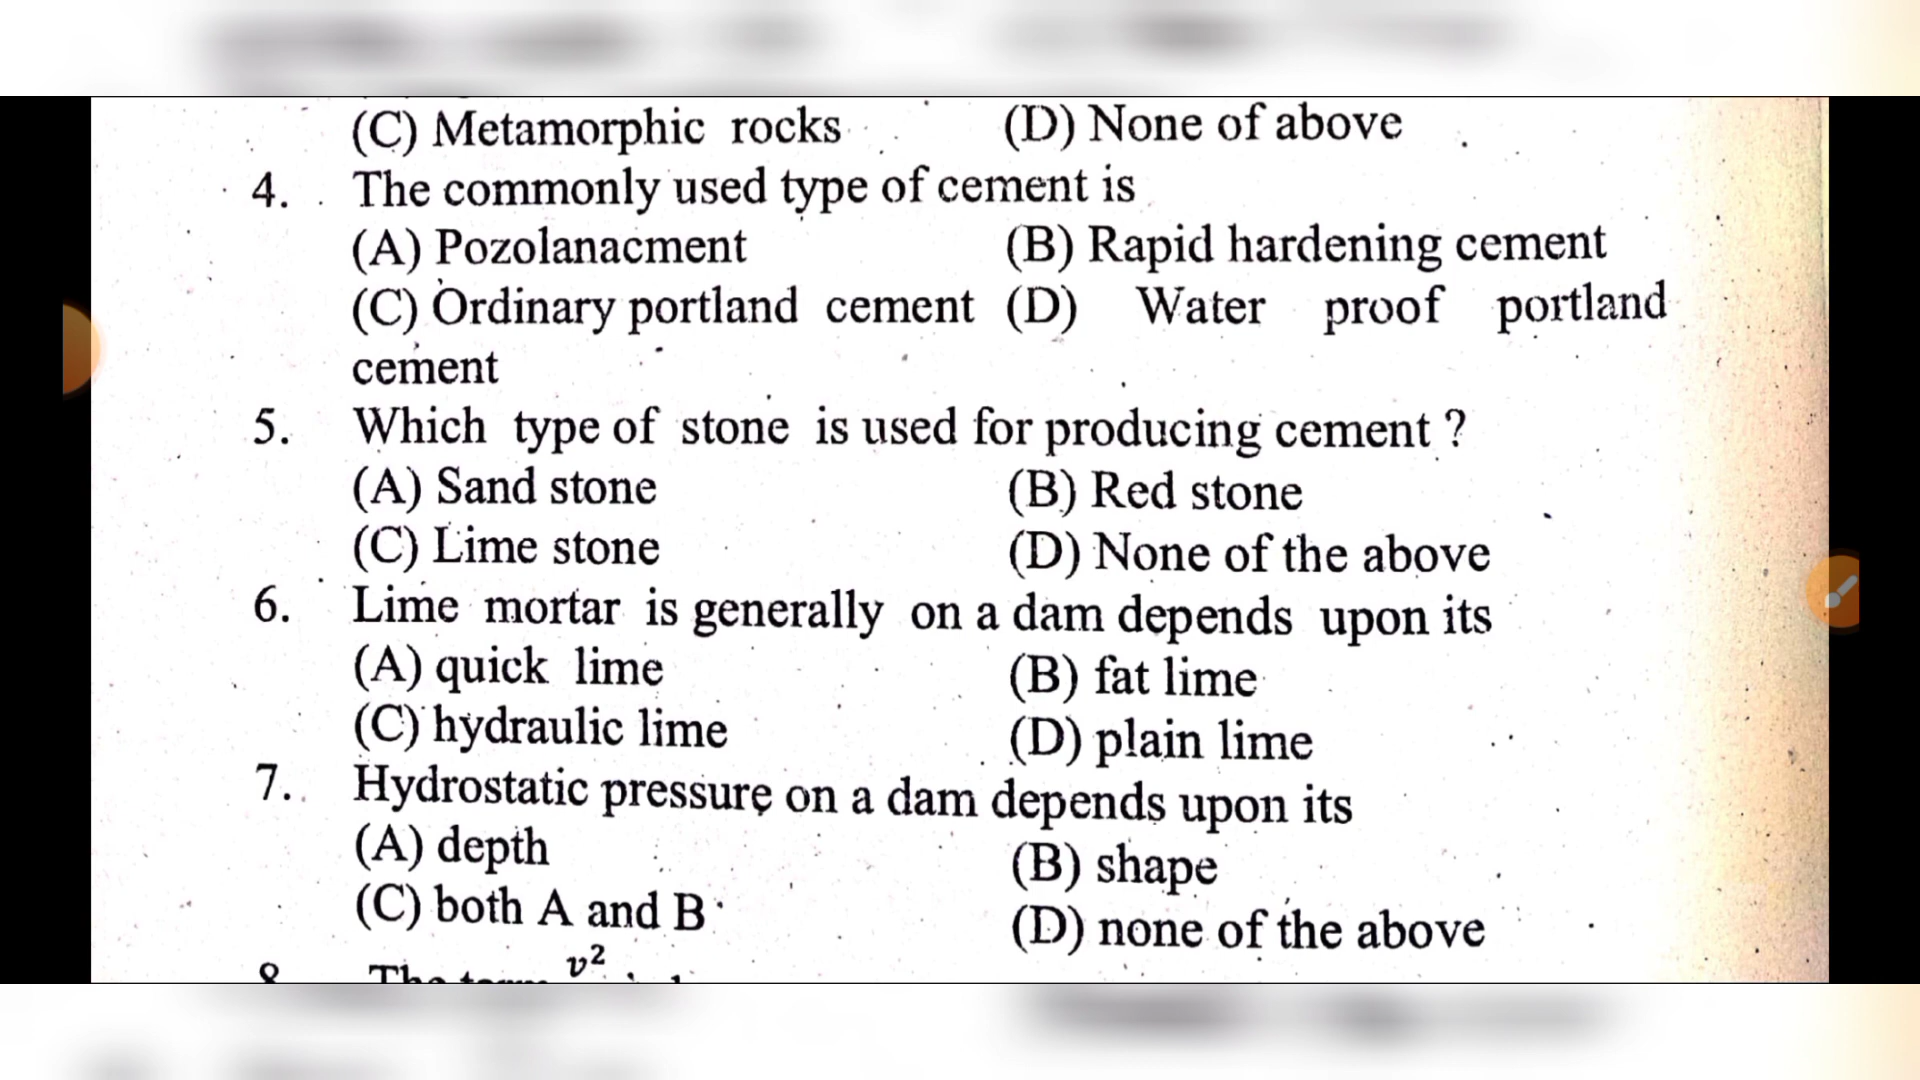 (C) Metamorphic rocks (D) None of above
4. The commonly used type of cement is
(A) Pozolanacment (B) Rapid hardening cement
(C) Ordinary portland cement (D) Water proof portland
cement
5. Which type of stone is used for producing cement ?
(A) Sand stone (B) Red stone
(C) Lime stone (D) None of the above
6. Lime mortar is generally on a dam depends upon its
(A) quick lime (B) fat lime
(C) hydraulic lime (D) plain lime
7. Hydrostatic pressure on a dam depends upon its
(A) depth (B) shape
(C) both A and B (D) none of the above
8. The term v²